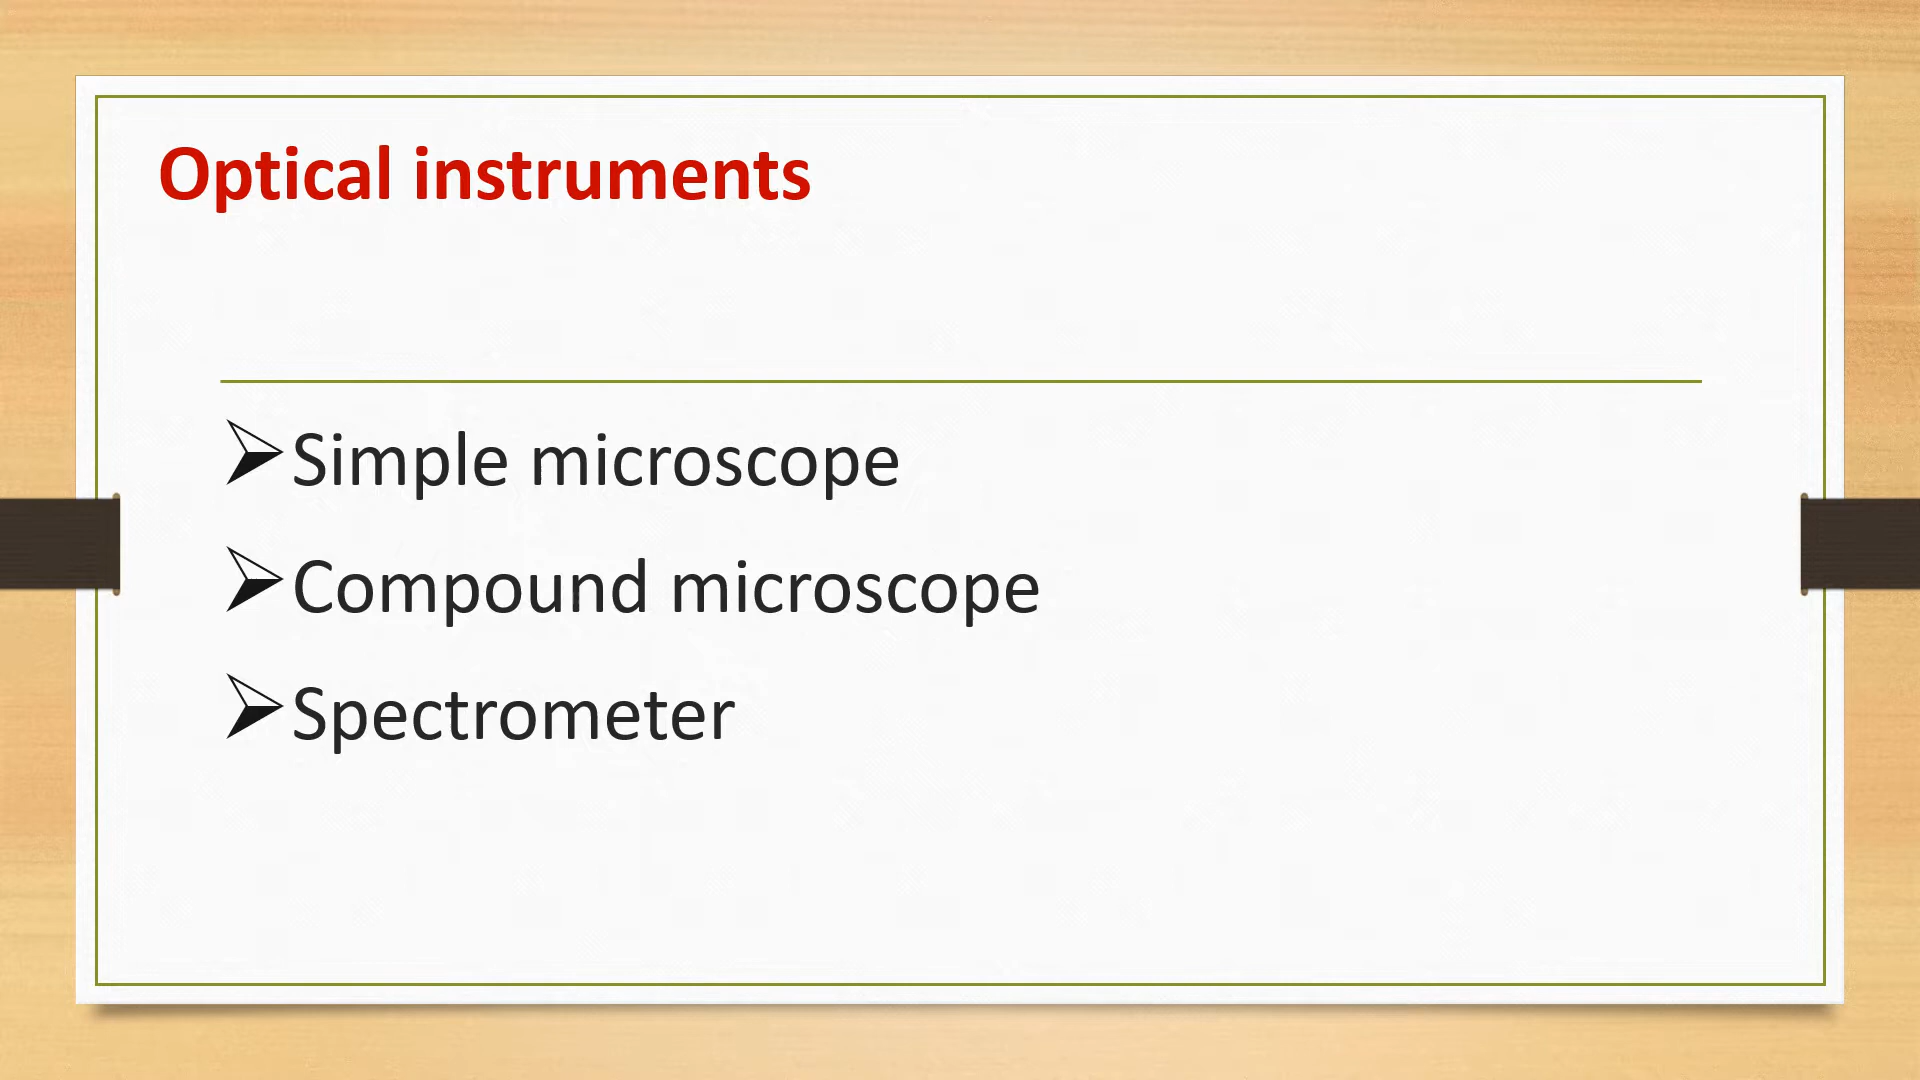 Optical instruments
➢Simple microscope
➢Compound microscope
➢Spectrometer